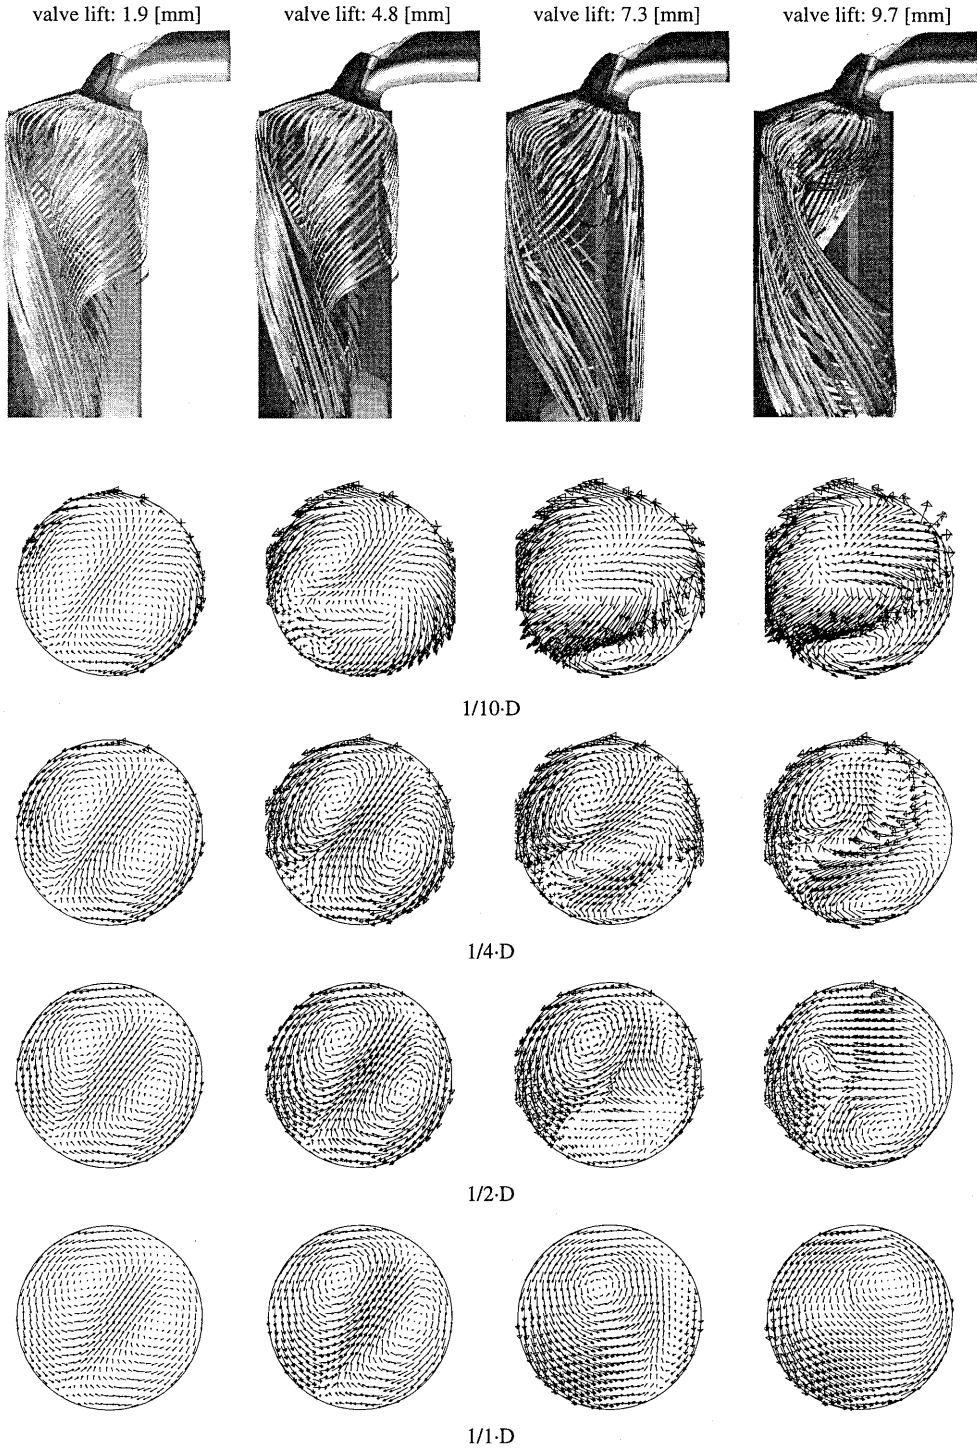 valve lift: 1.9 [mm] valve lift: 4.8 [mm] valve lift: 7.3 [mm] valve lift: 9.7 [mm]
1/10·D
1/4·D
1/2·D
1/1·D